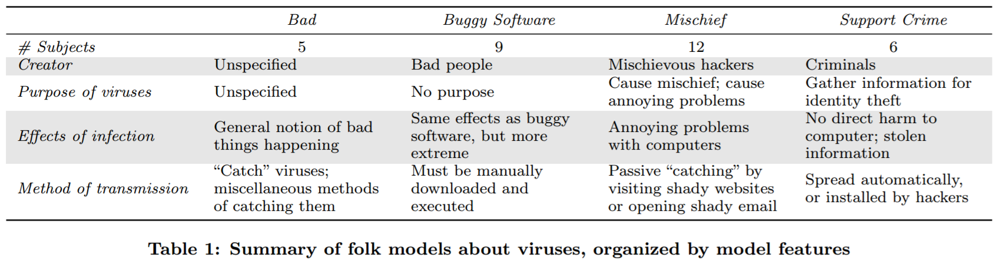 Bad Buggy Software Mischief Support Crime
# Subjects 5 9 12 6
Creator Unspecified Bad people Mischievous hackers Criminals
Purpose of viruses Unspecified No purpose Cause mischief; cause annoying problems Gather information for identity theft
Effects of infection General notion of bad things happening Same effects as buggy software, but more extreme Annoying problems with computers No direct harm to computer; stolen information
Method of transmission “Catch” viruses; miscellaneous methods of catching them Must be manually downloaded and executed Passive “catching” by visiting shady websites or opening shady email Spread automatically, or installed by hackers
Table 1: Summary of folk models about viruses, organized by model features